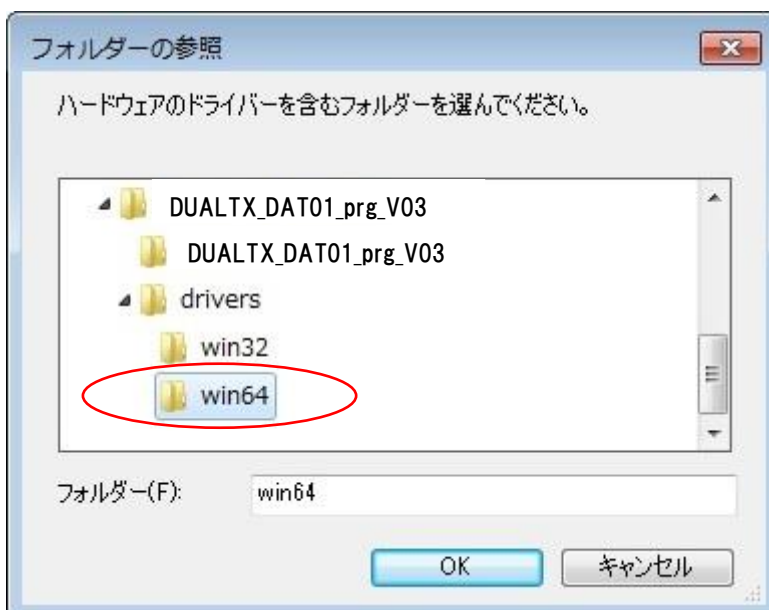 フォルダーの参照
ハードウェアのドライバーを含むフォルダーを選んでください。
DUALTX_DAT01_prg_V03
DUALTX_DAT01_prg_V03
drivers
win32
win64
フォルダー(F): win64
OK キャンセル